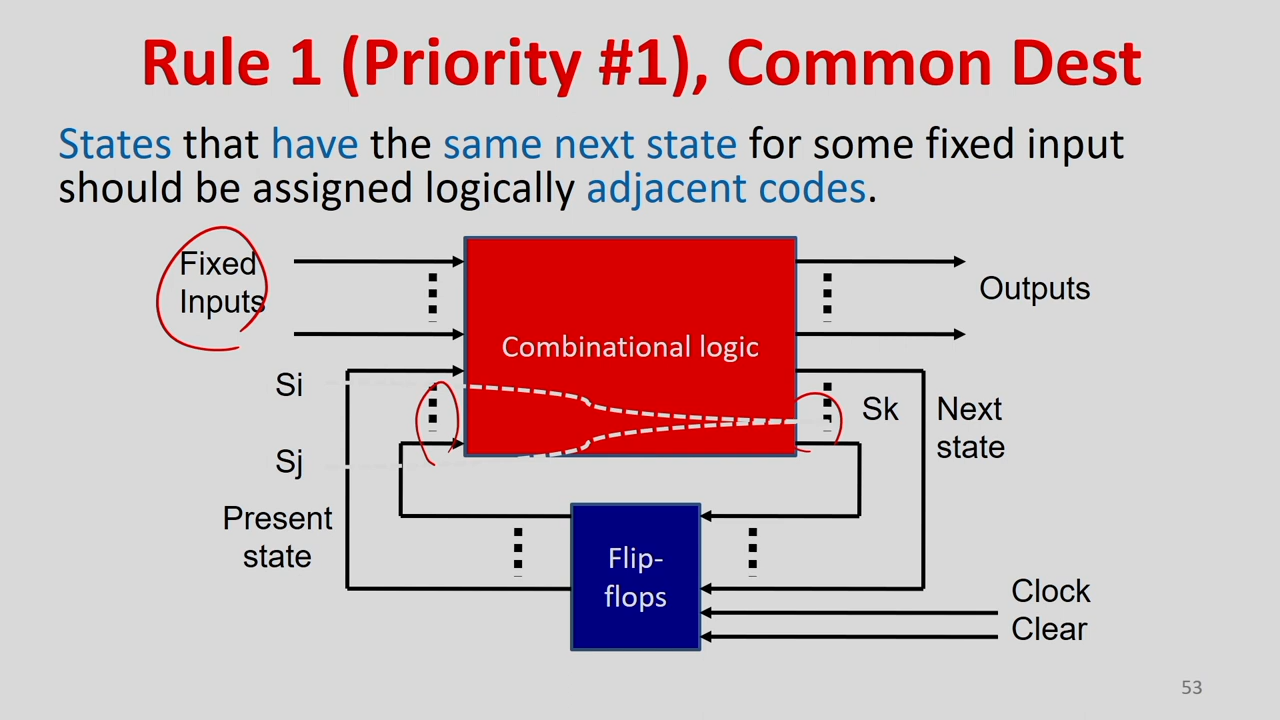 Rule 1 (Priority #1), Common Dest
States that have the same next state for some fixed input
should be assigned logically adjacent codes.
Fixed
Inputs
Outputs
Combinational logic
Si
Sk
Next
state
Sj
Present
state
Flip-
flops
Clock
Clear
53